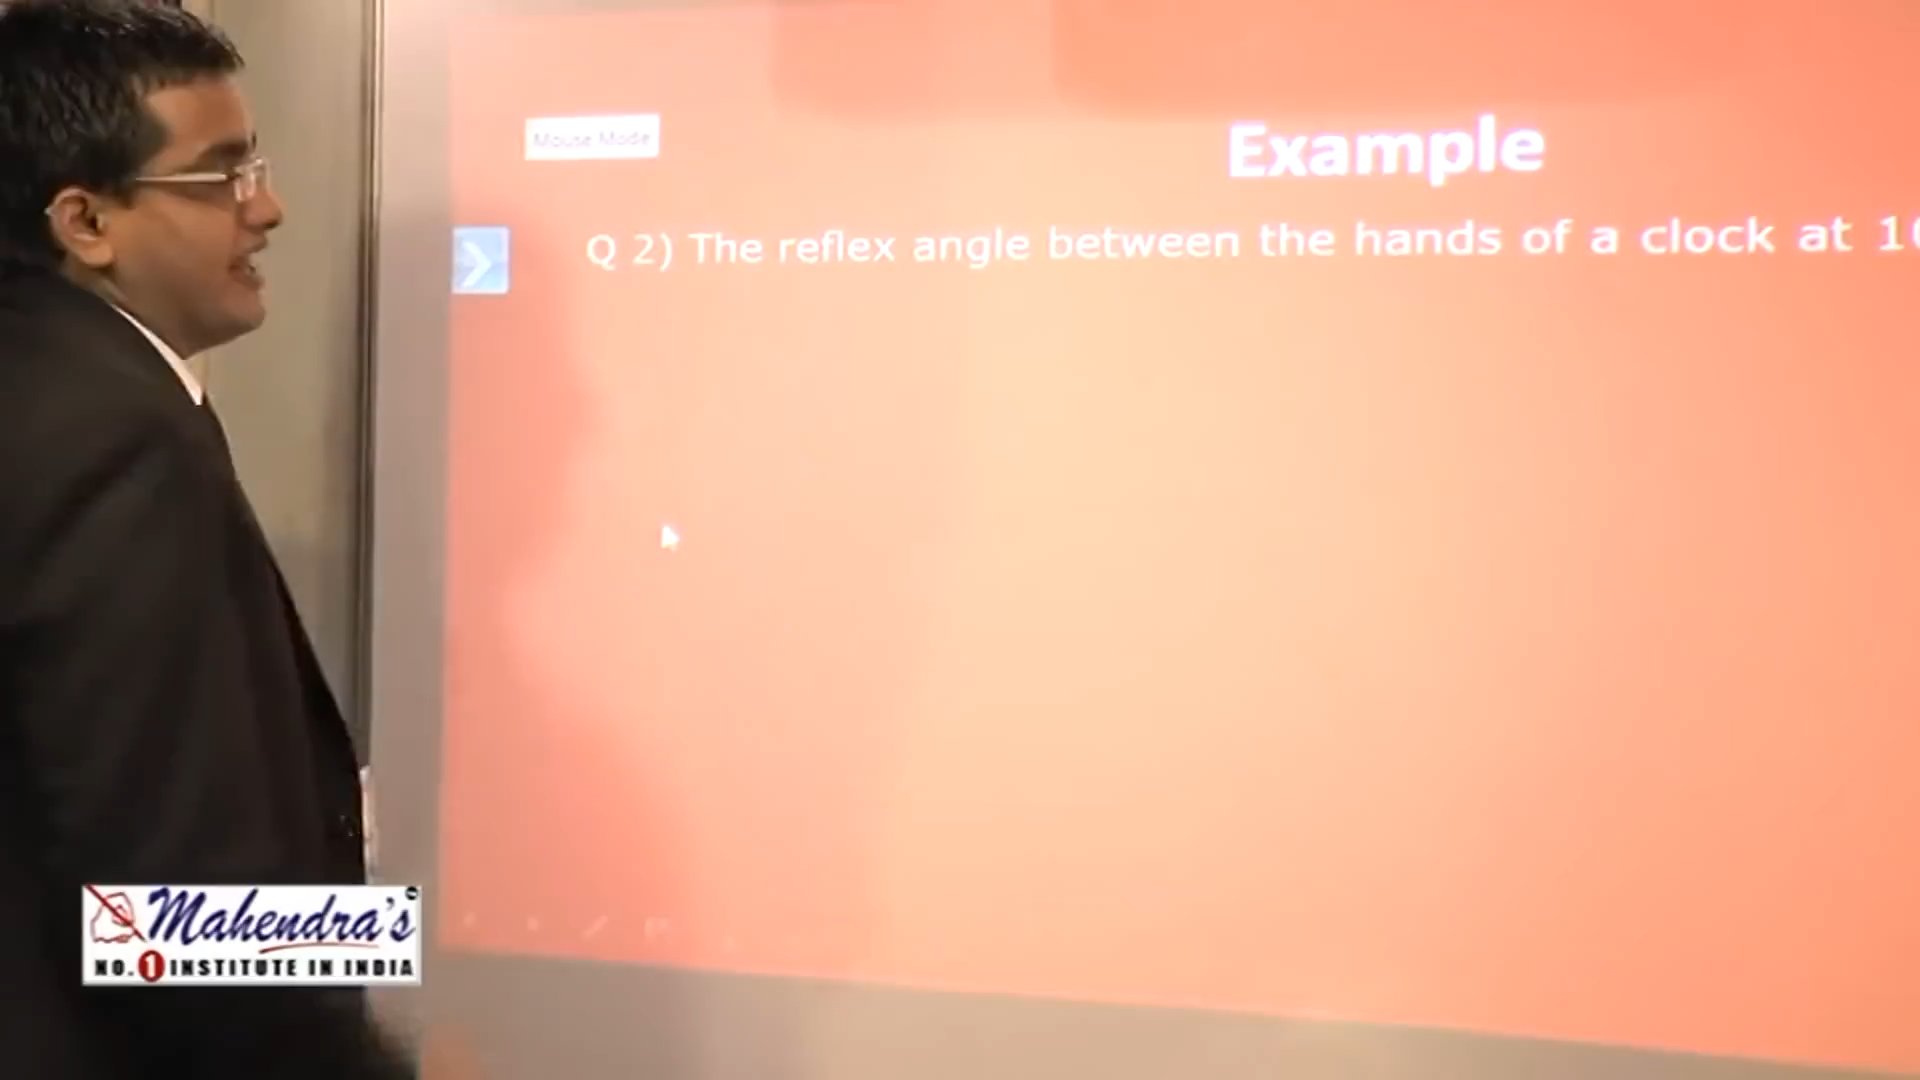 Mouse Mode
Example
Q 2) The reflex angle between the hands of a clock at 10
Mahendra's
NO. 1 INSTITUTE IN INDIA